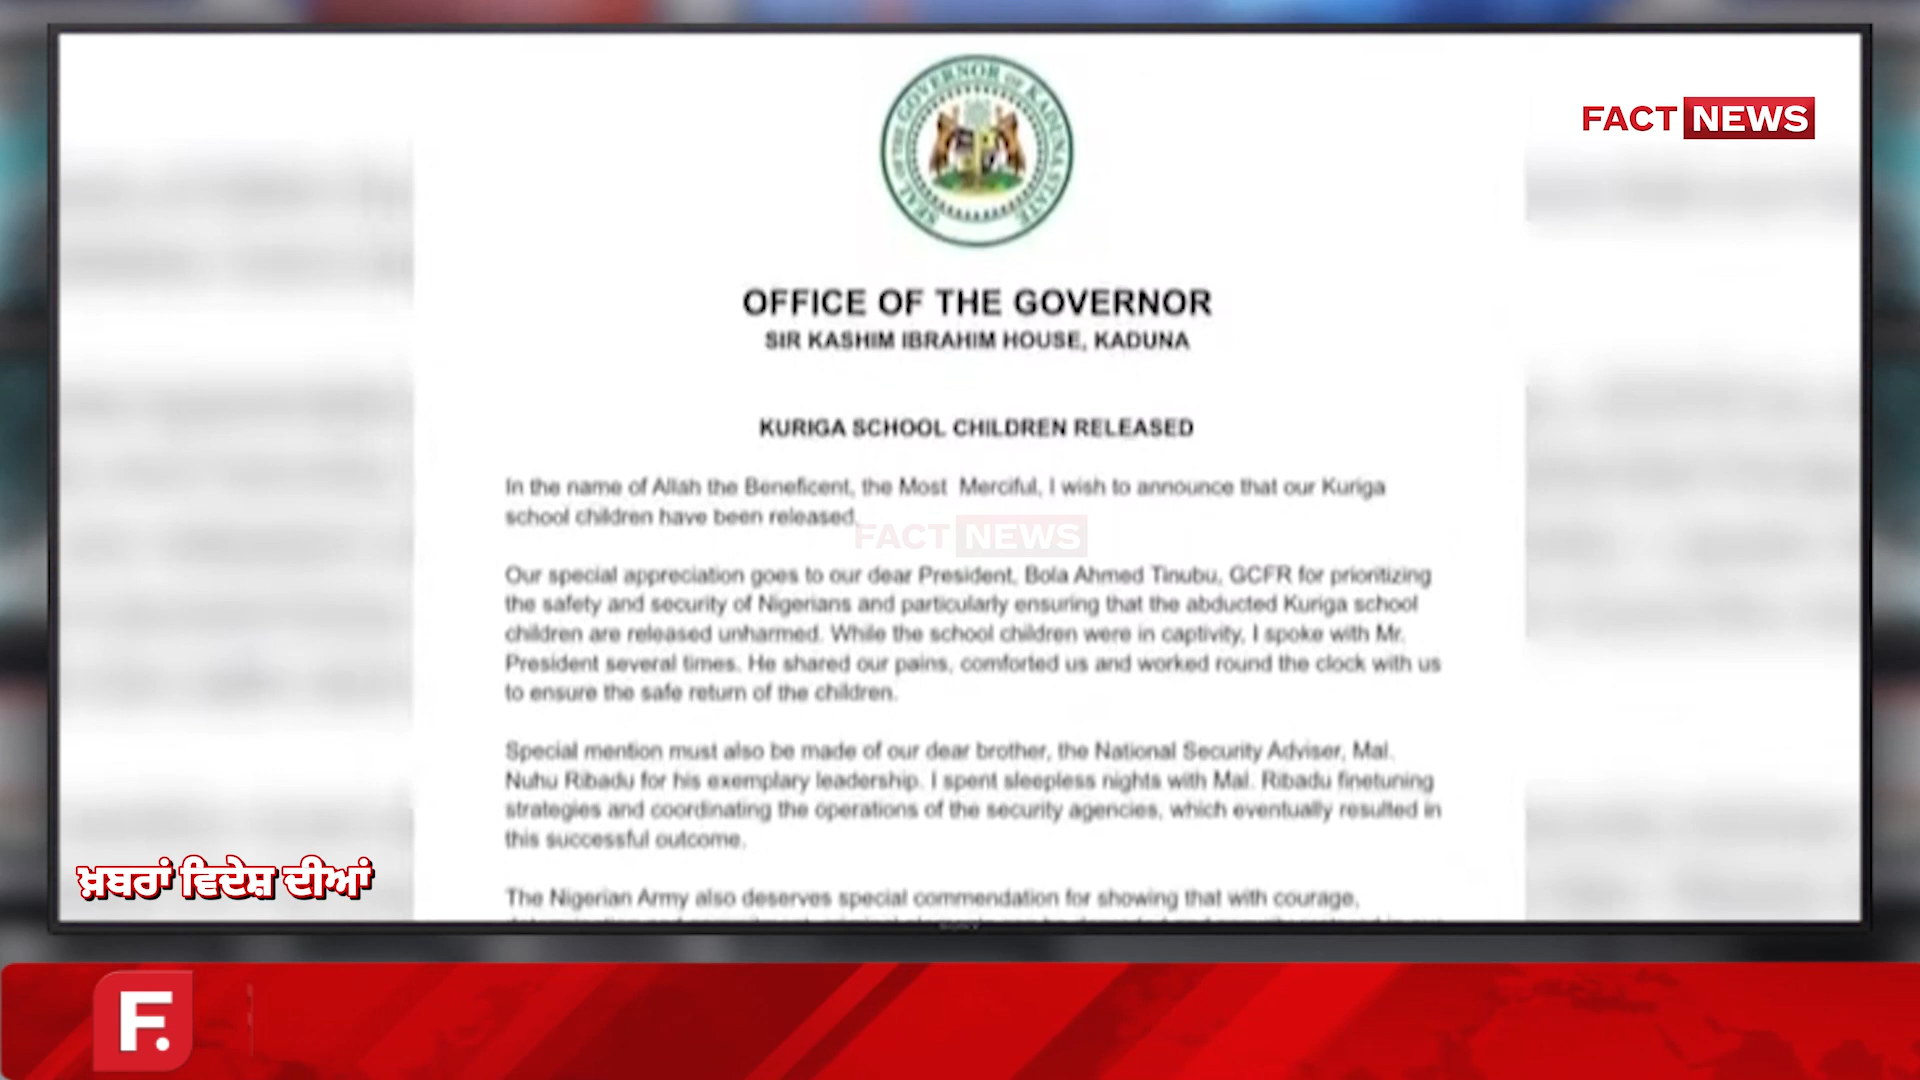 SEAL OF THE GOVERNOR OF KADUNA STATE
FACT NEWS
OFFICE OF THE GOVERNOR
SIR KASHIM IBRAHIM HOUSE, KADUNA
KURIGA SCHOOL CHILDREN RELEASED
In the name of Allah the Beneficent, the Most Merciful, I wish to announce that our Kuriga
school children have been released.
FACT NEWS
Our special appreciation goes to our dear President, Bola Ahmed Tinubu, GCFR for prioritizing
the safety and security of Nigerians and particularly ensuring that the abducted Kuriga school
children are released unharmed. While the school children were in captivity, I spoke with Mr.
President several times. He shared our pains, comforted us and worked round the clock with us
to ensure the safe return of the children.
Special mention must also be made of our dear brother, the National Security Adviser, Mal.
Nuhu Ribadu for his exemplary leadership. I spent sleepless nights with Mal. Ribadu finetuning
strategies and coordinating the operations of the security agencies, which eventually resulted in
this successful outcome.
The Nigerian Army also deserves special commendation for showing that with courage,
ਖ਼ਬਰਾਂ ਵਿਦੇਸ਼ ਦੀਆਂ
SONY
F.